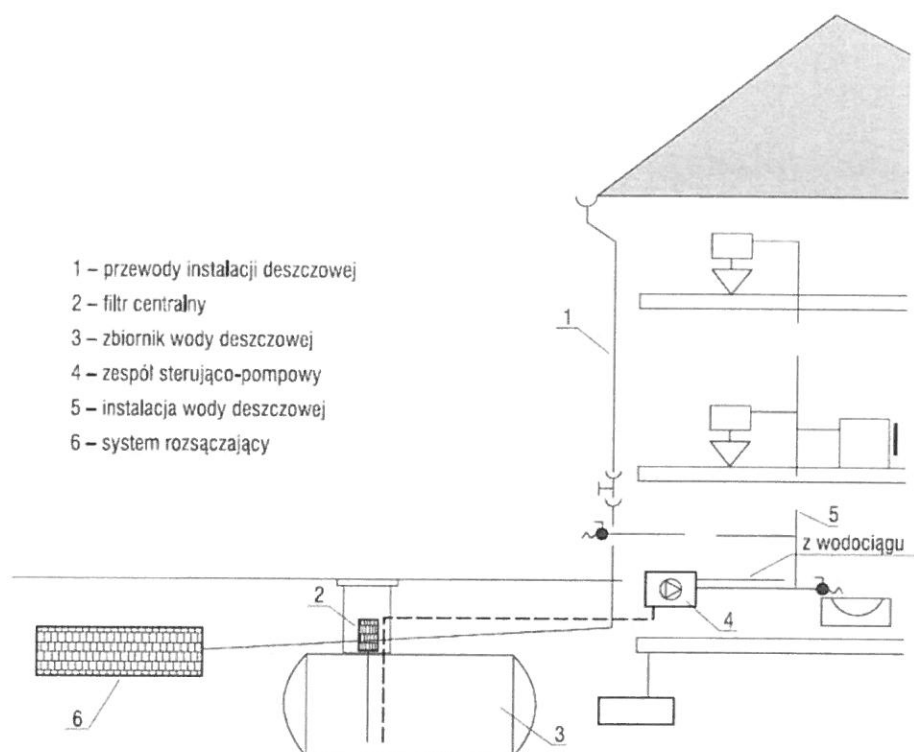 1 – przewody instalacji deszczowej
2 – filtr centralny
3 – zbiornik wody deszczowej
4 – zespół sterująco-pompowy
5 – instalacja wody deszczowej
6 – system rozsączający
1
5
z wodociągu
2
4
6
3